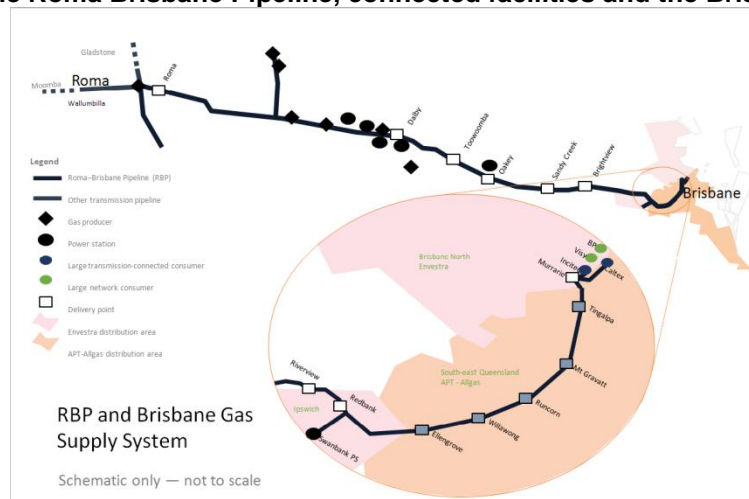 Gladstone
Moomba
Roma
Roma
Wallumbilla
Dalby
Toowoomba
Oakey
Sandy Creek
Brightview
Brisbane
Legend
Roma–Brisbane Pipeline (RBP)
Other transmission pipeline
Gas producer
Power station
Large transmission-connected consumer
Large network consumer
Delivery point
Envestra distribution area
APT-Allgas distribution area
Brisbane North
Envestra
BP
Visy
Incitec
Caltex
Murrarie
Tingalpa
Mt Gravatt
South-east Queensland
APT - Allgas
Runcorn
Willawong
Ellengrove
Riverview
Redbank
Ipswich
Swanbank PS
RBP and Brisbane Gas
Supply System
Schematic only — not to scale